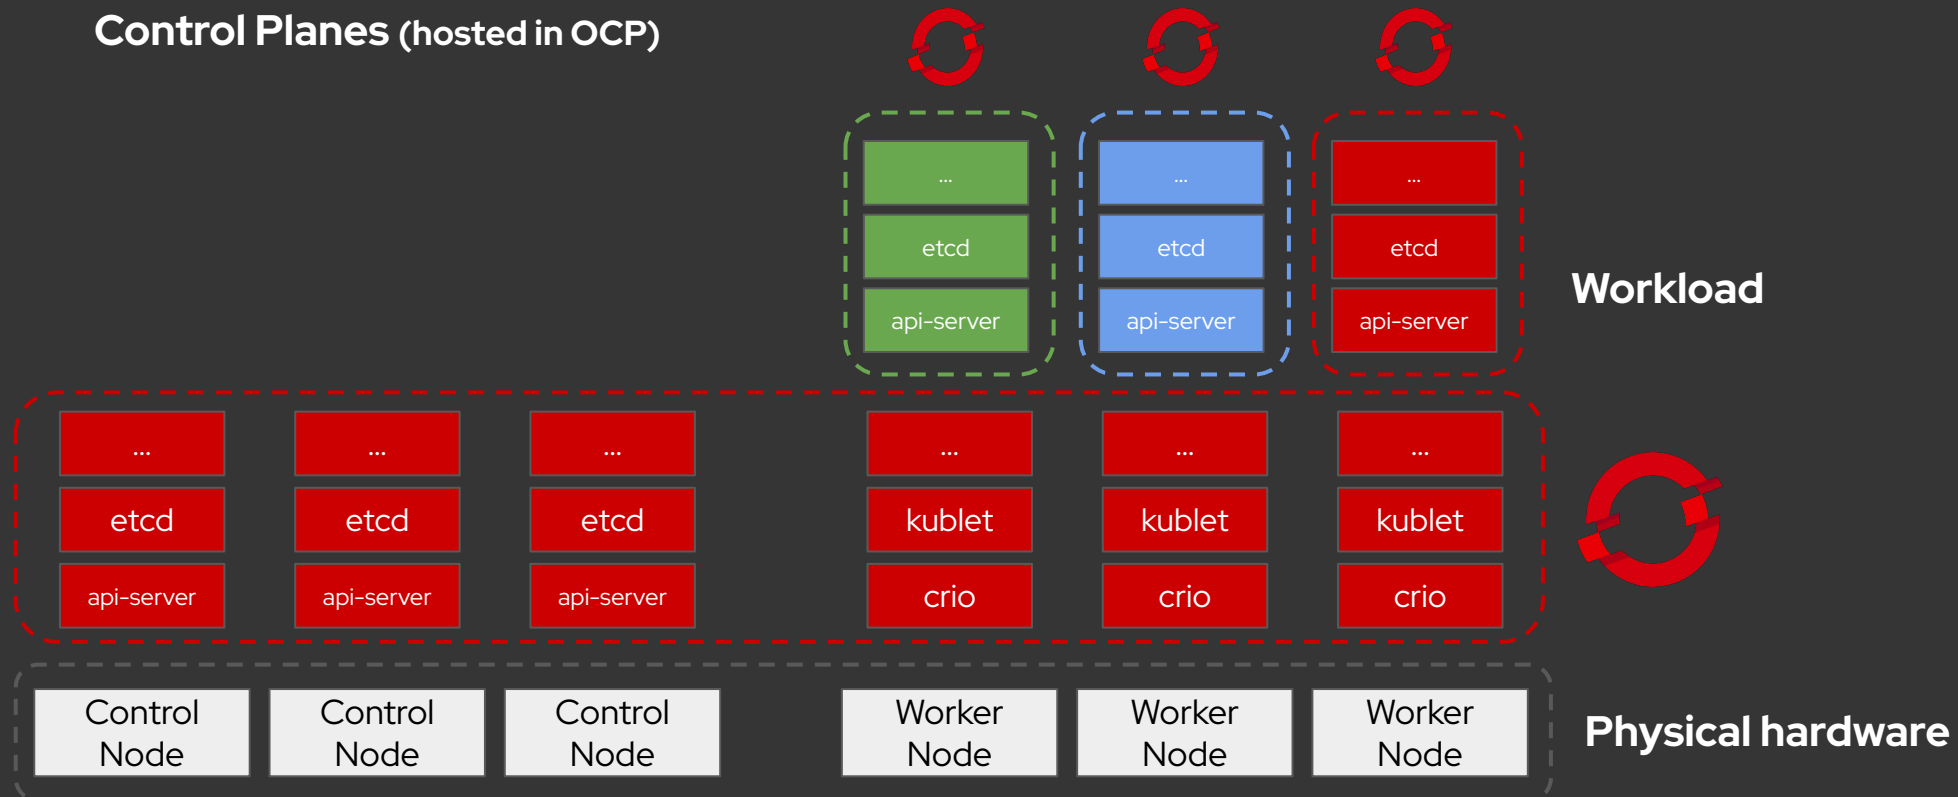 Control Planes (hosted in OCP)
... ... ...
etcd etcd etcd
Workload
api-server api-server api-server
... ... ... ... ... ...
etcd etcd etcd kublet kublet kublet
api-server api-server api-server crio crio crio
Control Control Control Worker Worker Worker
Node Node Node Node Node Node
Physical hardware